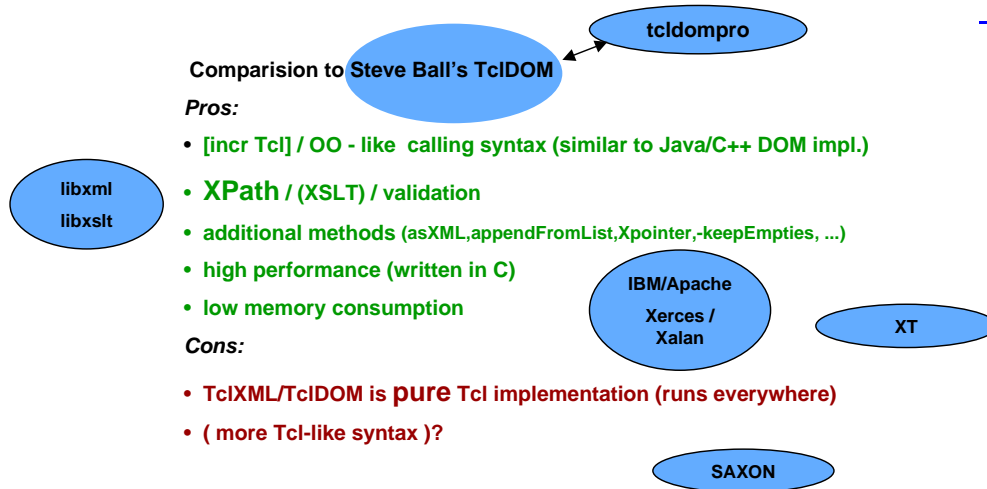 tcldompro
Comparision to Steve Ball's TclDOM
Pros:
• [incr Tcl] / OO - like calling syntax (similar to Java/C++ DOM impl.)
libxml
libxslt
• XPath / (XSLT) / validation
• additional methods (asXML,appendFromList,Xpointer,-keepEmpties, ...)
• high performance (written in C)
• low memory consumption
IBM/Apache
Xerces /
Xalan
XT
Cons:
• TclXML/TclDOM is pure Tcl implementation (runs everywhere)
• ( more Tcl-like syntax )?
SAXON